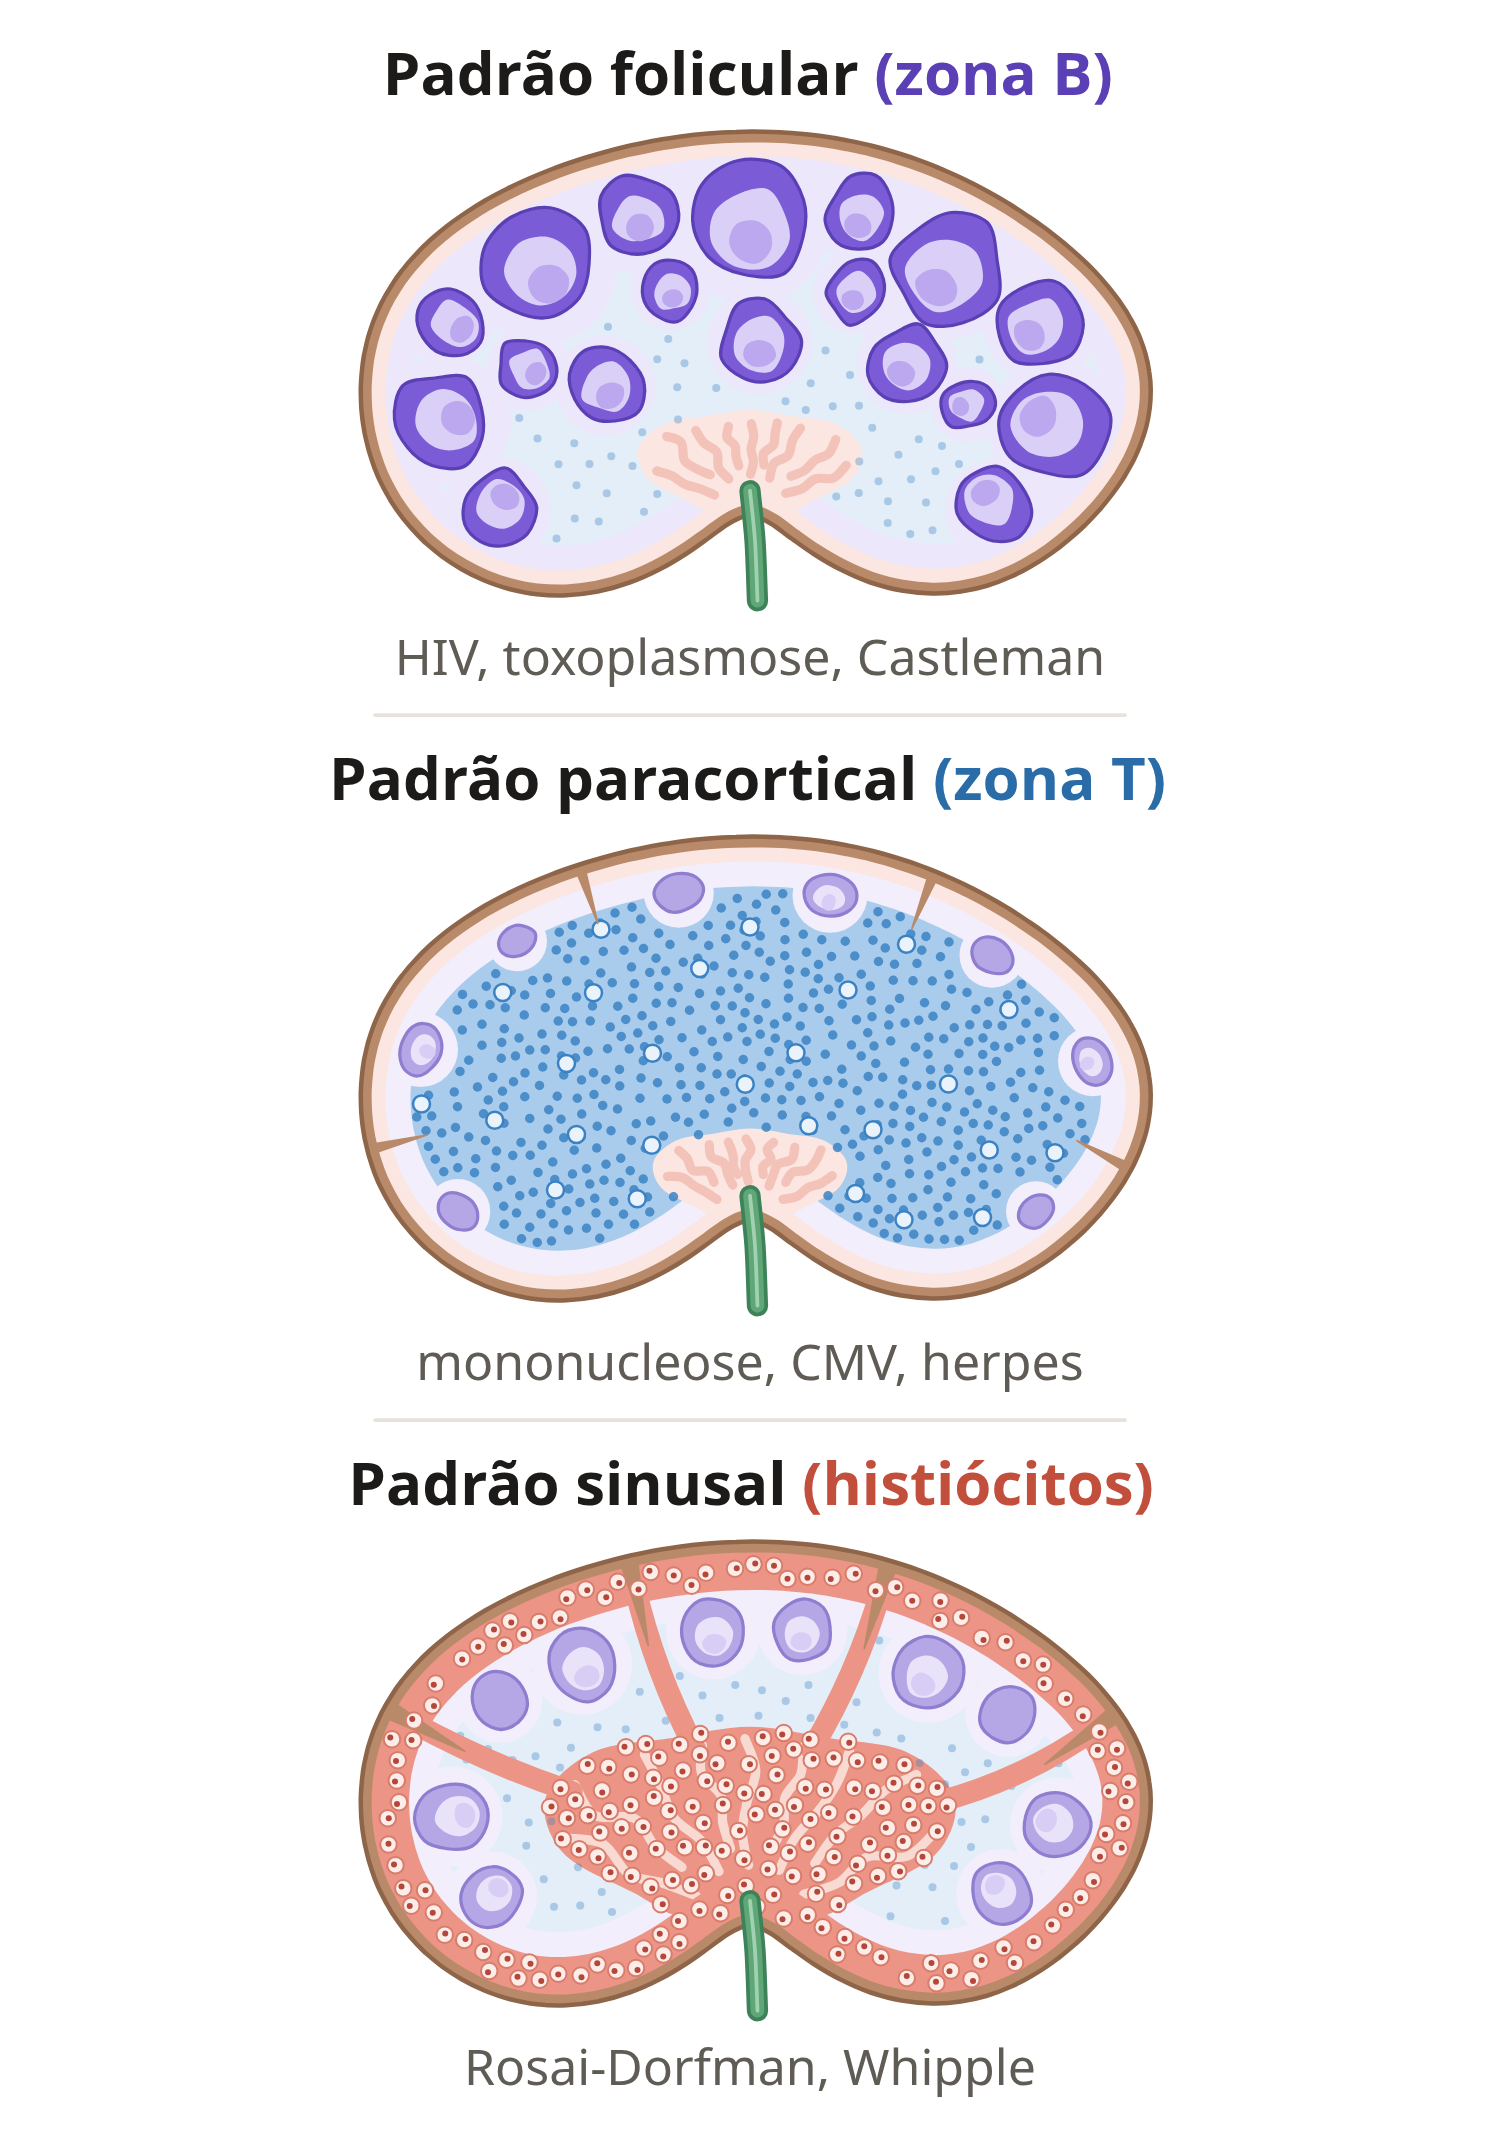 Padrão folicular (zona B)
HIV, toxoplasmose, Castleman
Padrão paracortical (zona T)
mononucleose, CMV, herpes
Padrão sinusal (histiócitos)
Rosai-Dorfman, Whipple